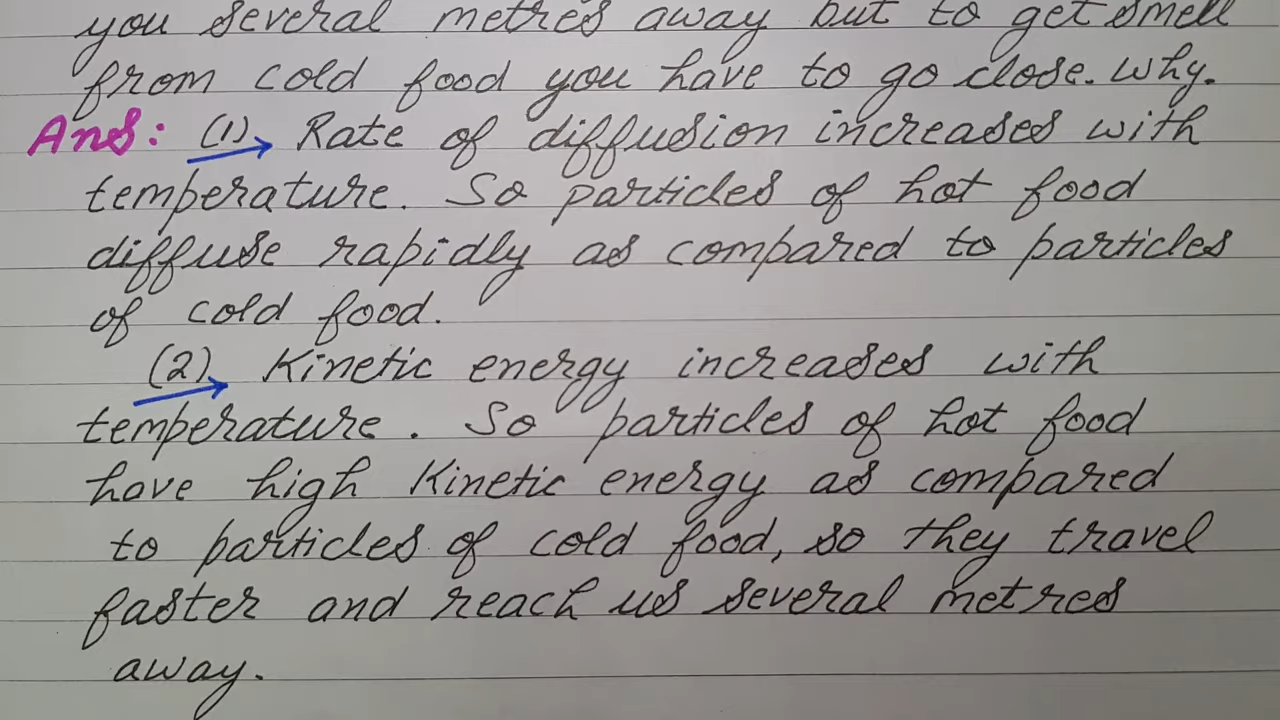 you several metres away but to get smell
from cold food you have to go close. Why.
Ans: (1) Rate of diffusion increases with
temperature. So particles of hot food
diffuse rapidly as compared to particles
of cold food.
(2) Kinetic energy increases with
temperature. So particles of hot food
have high Kinetic energy as compared
to particles of cold food, so they travel
faster and reach us several metres
away.